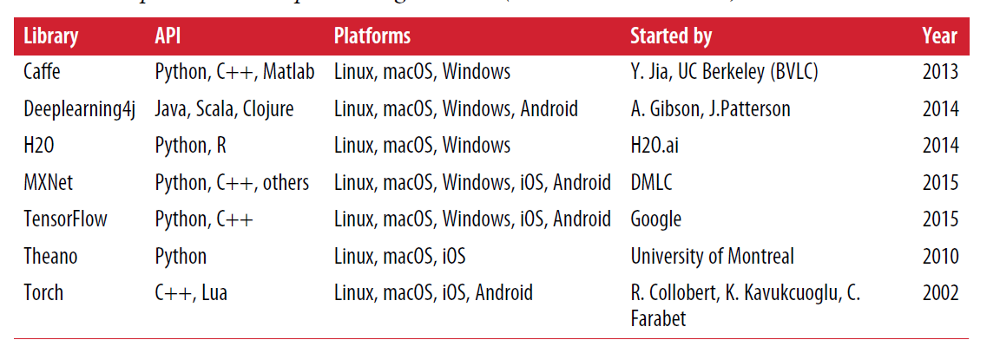 Library API Platforms Started by Year
Caffe Python, C++, Matlab Linux, macOS, Windows Y. Jia, UC Berkeley (BVLC) 2013
Deeplearning4j Java, Scala, Clojure Linux, macOS, Windows, Android A. Gibson, J.Patterson 2014
H2O Python, R Linux, macOS, Windows H2O.ai 2014
MXNet Python, C++, others Linux, macOS, Windows, iOS, Android DMLC 2015
TensorFlow Python, C++ Linux, macOS, Windows, iOS, Android Google 2015
Theano Python Linux, macOS, iOS University of Montreal 2010
Torch C++, Lua Linux, macOS, iOS, Android R. Collobert, K. Kavukcuoglu, C. 2002
Farabet